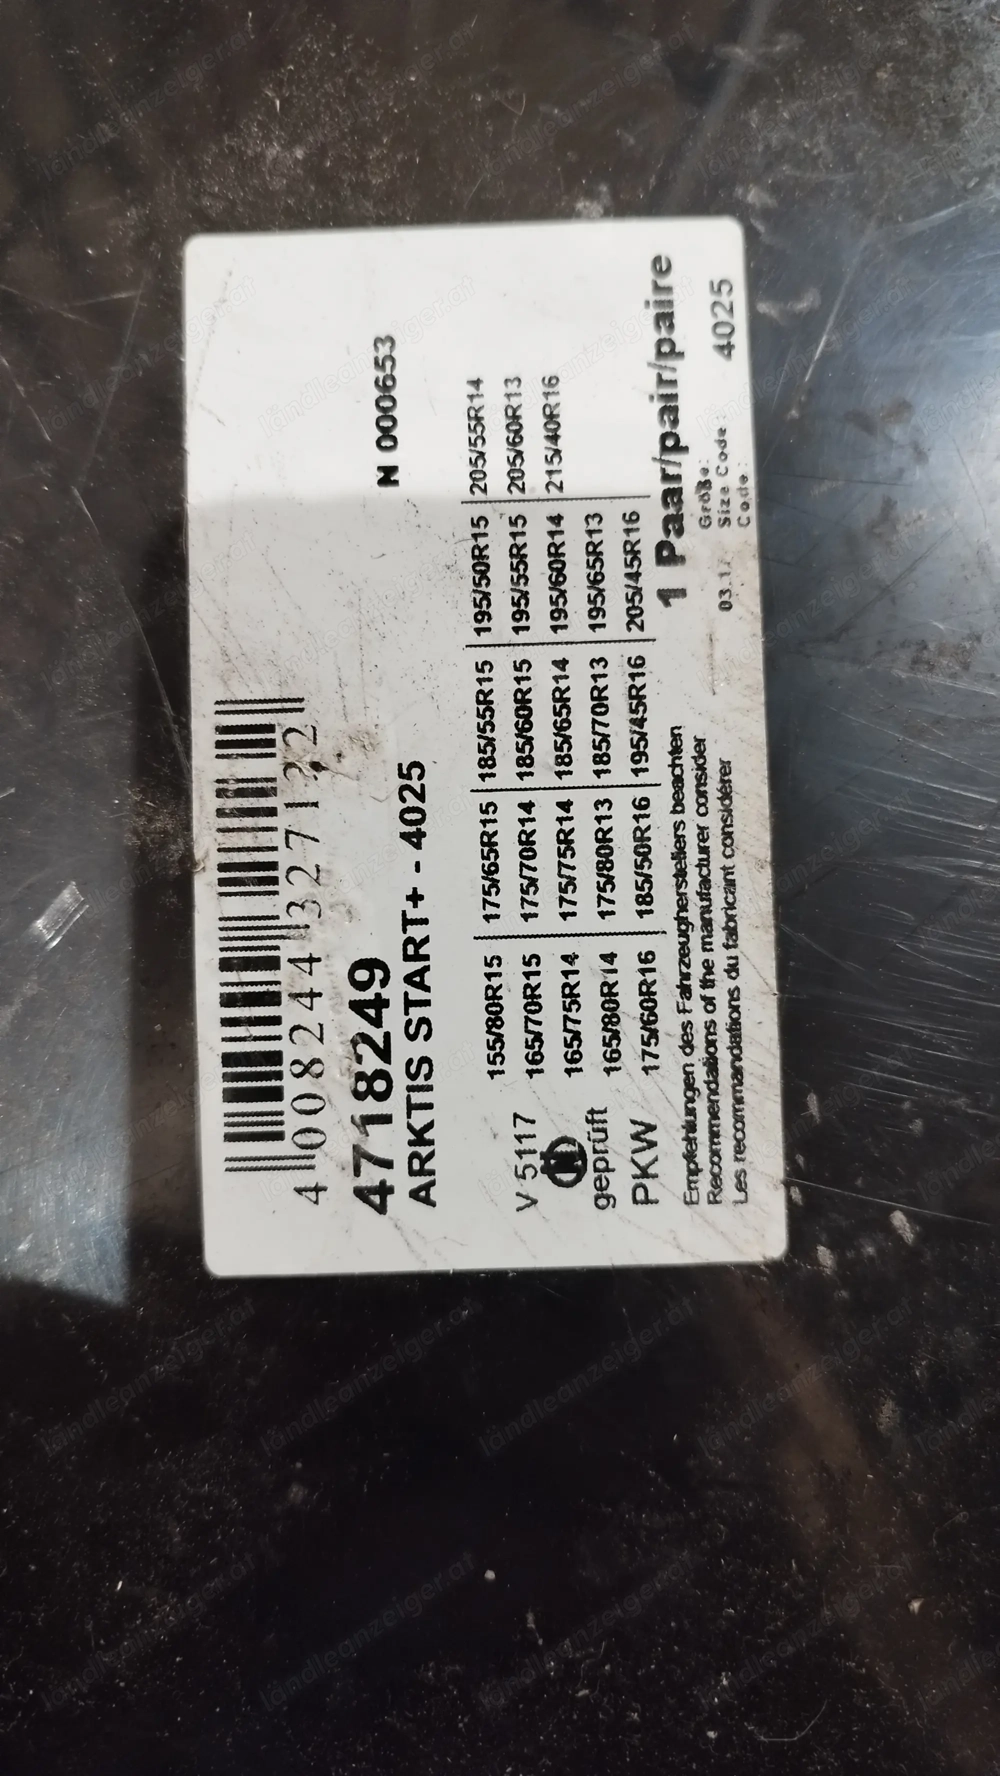 4 008244 327122
4718249
N 000653
ARKTIS START+ - 4025
V 5117
geprüft
PKW
155/80R15 175/65R15 185/55R15 195/50R15 205/55R14
165/70R15 175/70R14 185/60R15 195/55R15 205/60R13
165/75R14 175/75R14 185/65R14 195/60R14 215/40R16
165/80R14 175/80R13 185/70R13 195/65R13
175/60R16 185/50R16 195/45R16 205/45R16
Empfehlungen des Fahrzeugherstellers beachten
Recommendations of the manufacturer consider
Les recommandations du fabricant considérer
1 Paar/pair/paire
03.17
Größe:
Size Code: 4025
Code:
ländleanzeiger.at